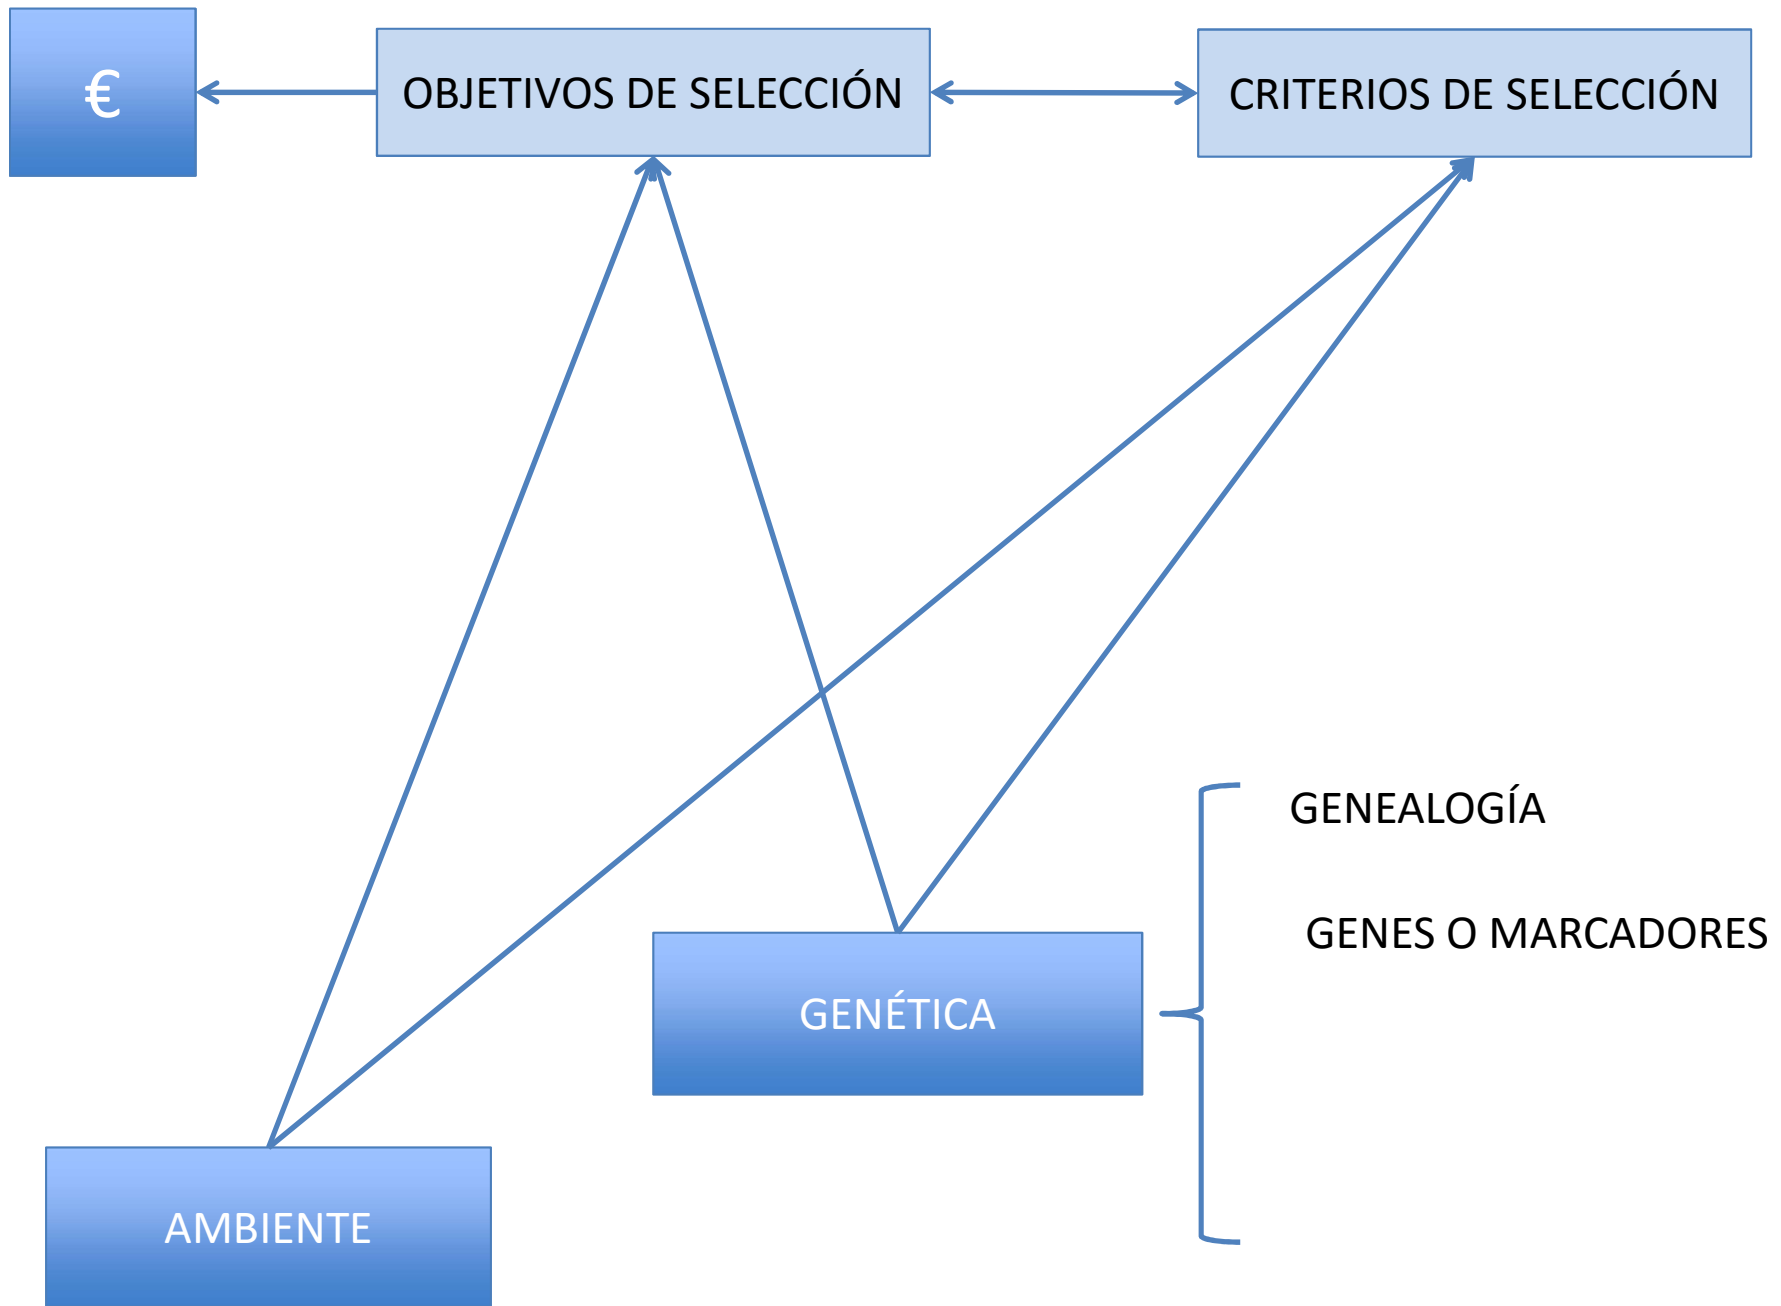 €
OBJETIVOS DE SELECCIÓN
CRITERIOS DE SELECCIÓN
GENEALOGÍA
GENES O MARCADORES
GENÉTICA
AMBIENTE